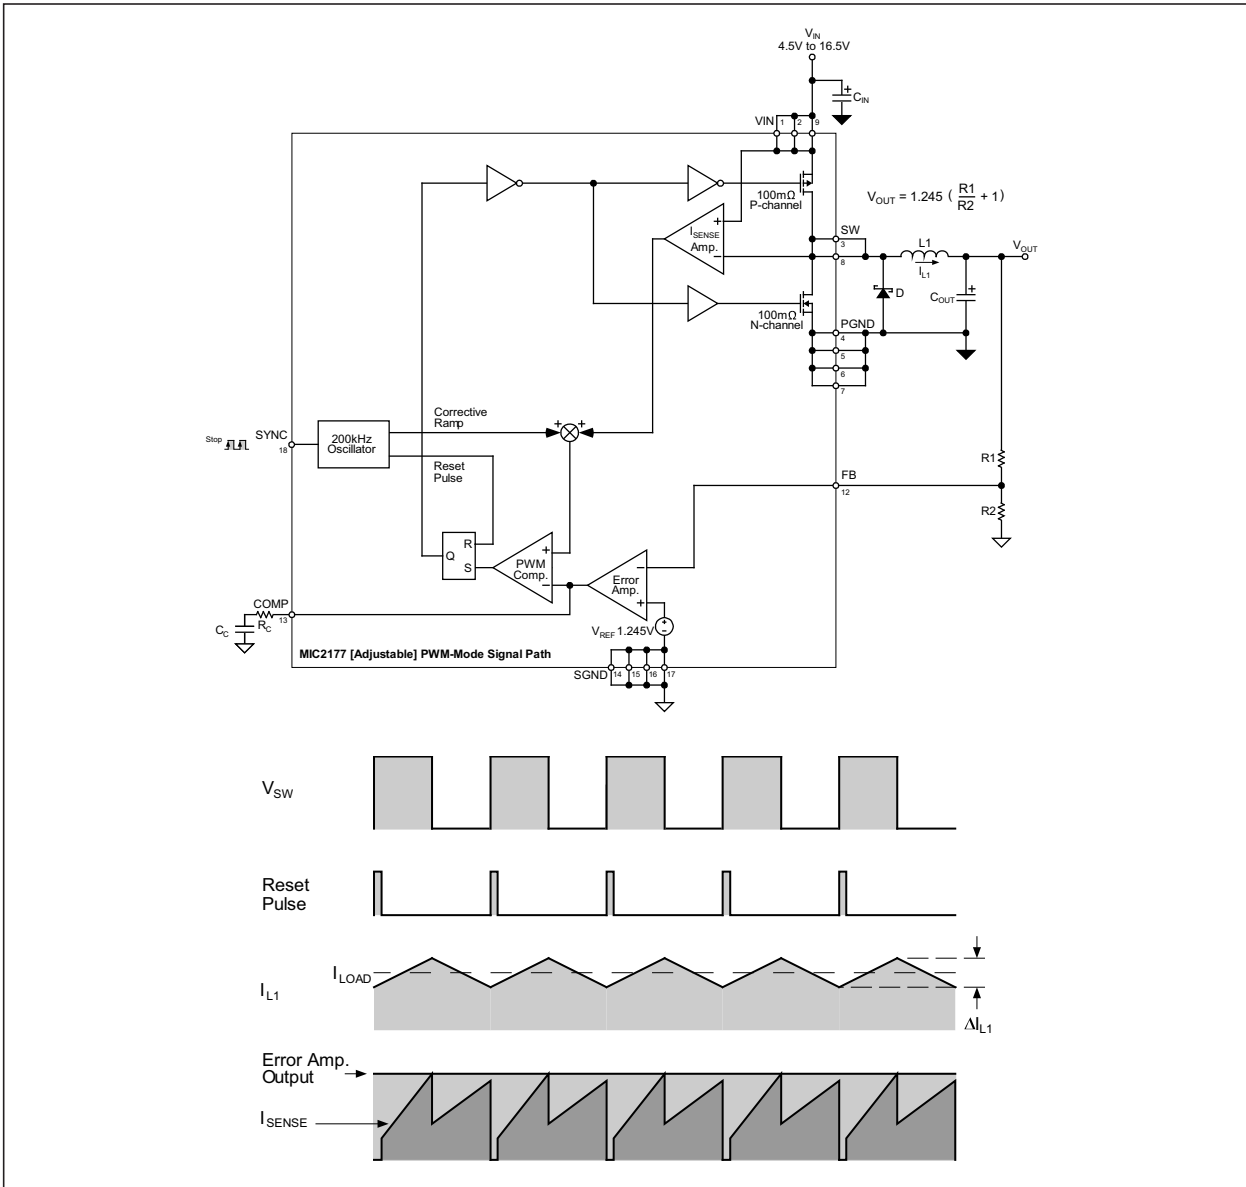 VIN
4.5V to 16.5V
CIN
VIN
1
2
9
100mΩ
P-channel
VOUT = 1.245 ( R1 / R2 + 1 )
ISENSE
Amp.
+
−
SW
3
8
L1
IL1
VOUT
D
COUT
+
100mΩ
N-channel
PGND
4
5
6
7
Corrective
Ramp
+
+
Stop
SYNC
18
200kHz
Oscillator
Reset
Pulse
R1
FB
12
R2
R
Q
S
PWM
Comp.
+
−
Error
Amp.
−
+
COMP
13
CC
RC
VREF 1.245V
+
−
MIC2177 [Adjustable] PWM-Mode Signal Path
SGND
14
15
16
17
VSW
Reset
Pulse
ILOAD
IL1
ΔIL1
Error Amp.
Output
ISENSE